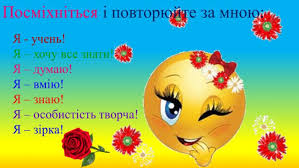 Посміхніться і повторюйте за мною:
Я - учень!
Я – хочу все знати!
Я – думаю!
Я – вмію!
Я – знаю!
Я – особистість творча!
Я – зірка!